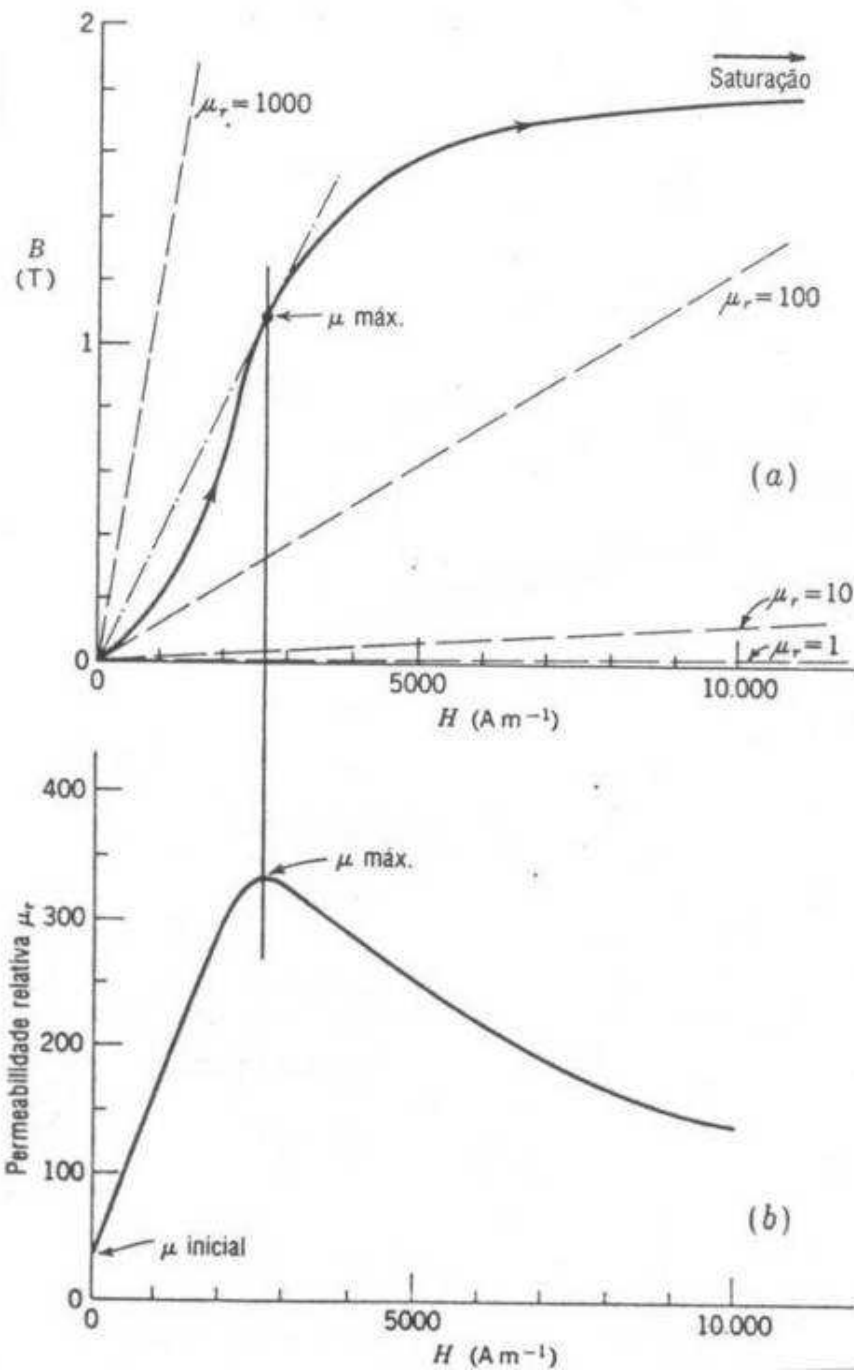 2
Saturação
μr = 1000
B
(T)
μ máx.
μr = 100
1
(a)
μr = 10
μr = 1
0
0
5000
10.000
H (A m⁻¹)
400
μ máx.
300
Permeabilidade relativa μr
200
100
(b)
μ inicial
0
0
5000
10.000
H (A m⁻¹)